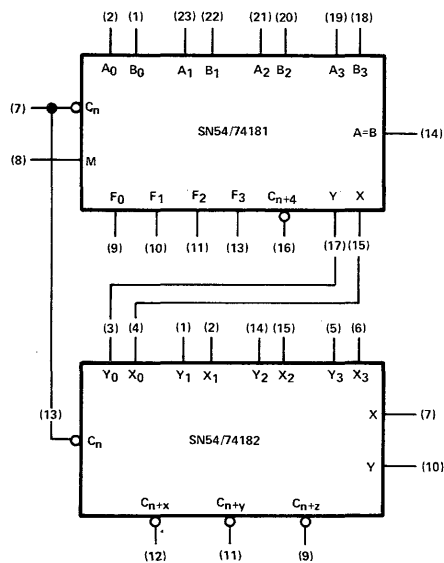 (2) (1) (23) (22) (21) (20) (19) (18)
A0 B0 A1 B1 A2 B2 A3 B3
(7) Cn
SN54/74181 A=B (14)
(8) M
F0 F1 F2 F3 Cn+4 Y X
(9) (10) (11) (13) (16) (17) (15)
(3) (4) (1) (2) (14) (15) (5) (6)
Y0 X0 Y1 X1 Y2 X2 Y3 X3
(13) X (7)
Cn SN54/74182
Y (10)
Cn+x Cn+y Cn+z
(12) (11) (9)